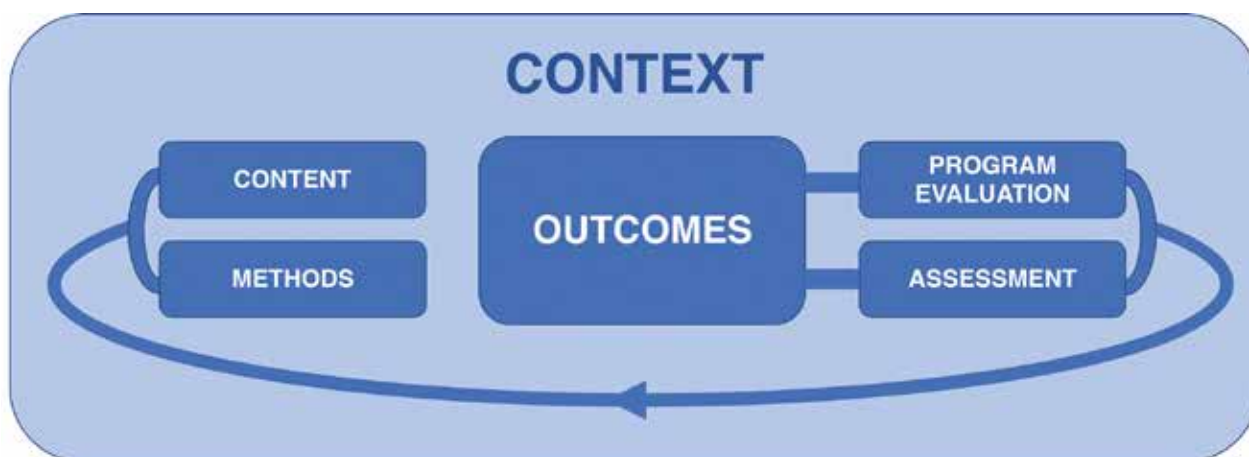 CONTEXT
CONTENT
METHODS
OUTCOMES
PROGRAM
EVALUATION
ASSESSMENT